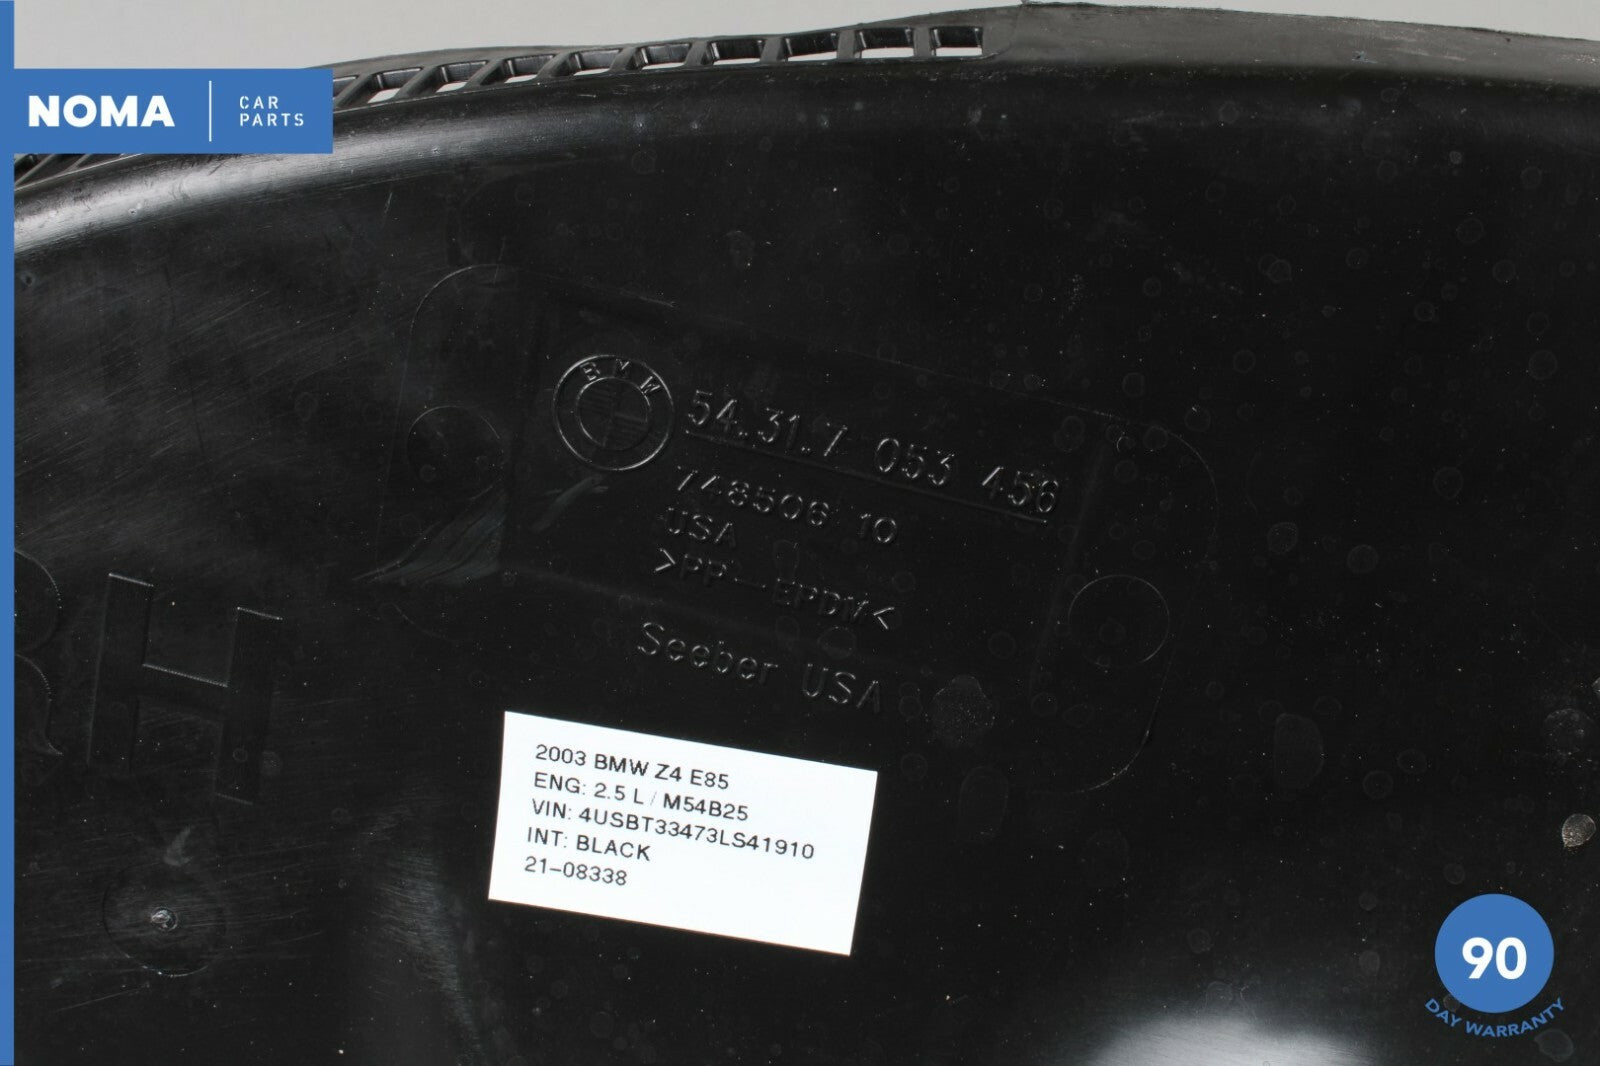 NOMA
CAR
PARTS
BMW
54.31.7 053 456
748506 10
USA
>PP-EPDM<
Seeber USA
RH
2003 BMW Z4 E85
ENG: 2.5 L / M54B25
VIN: 4USBT33473LS41910
INT: BLACK
21-08338
90
DAY WARRANTY